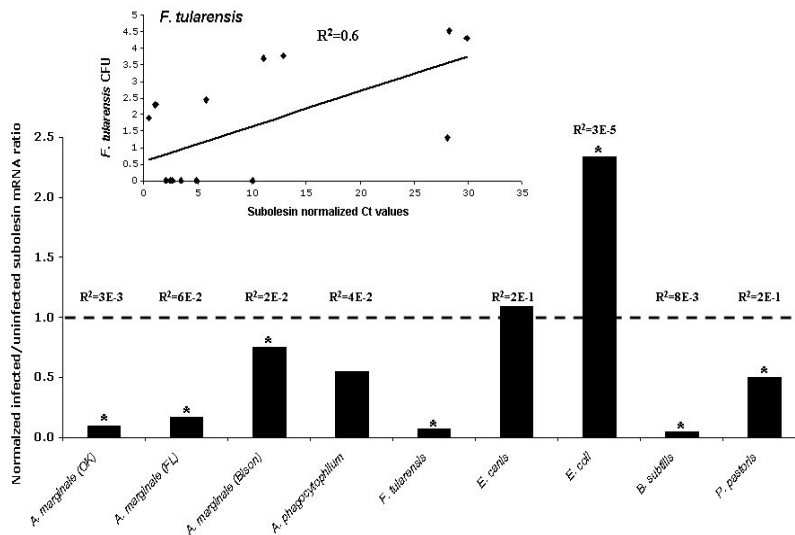 F. tularensis
R²=0.6
F. tularensis CFU
5
4.5
4
3.5
3
2.5
2
1.5
1
0.5
0
0 5 10 15 20 25 30 35
Subolesin normalized Ct values
Normalzed infected/uninfected subolesin mRNA ratio
2.5
2.0
1.5
1.0
0.5
0.0
R²=3E-3
R²=6E-2
R²=2E-2
R²=4E-2
R²=2E-1
R²=3E-5
R²=8E-3
R²=2E-1
*
*
*
*
*
*
*
A. marginale (OK)
A. marginale (FL)
A. marginale (Bison)
A. phagocytophilum
F. tularensis
E. canis
E. coli
B. subtilis
P. pastoris